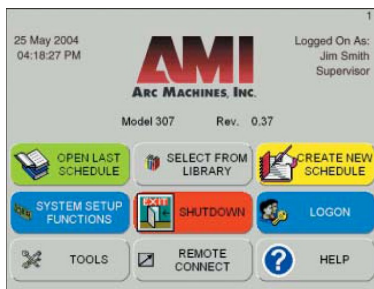 1
25 May 2004
04:18:27 PM
Logged On As:
Jim Smith
Supervisor
AMI
ARC MACHINES, INC.
Model 307 Rev. 0.37
OPEN LAST
SCHEDULE
SELECT FROM
LIBRARY
CREATE NEW
SCHEDULE
SYSTEM SETUP
FUNCTIONS
EXIT
SHUTDOWN
LOGON
TOOLS
REMOTE
CONNECT
?
HELP